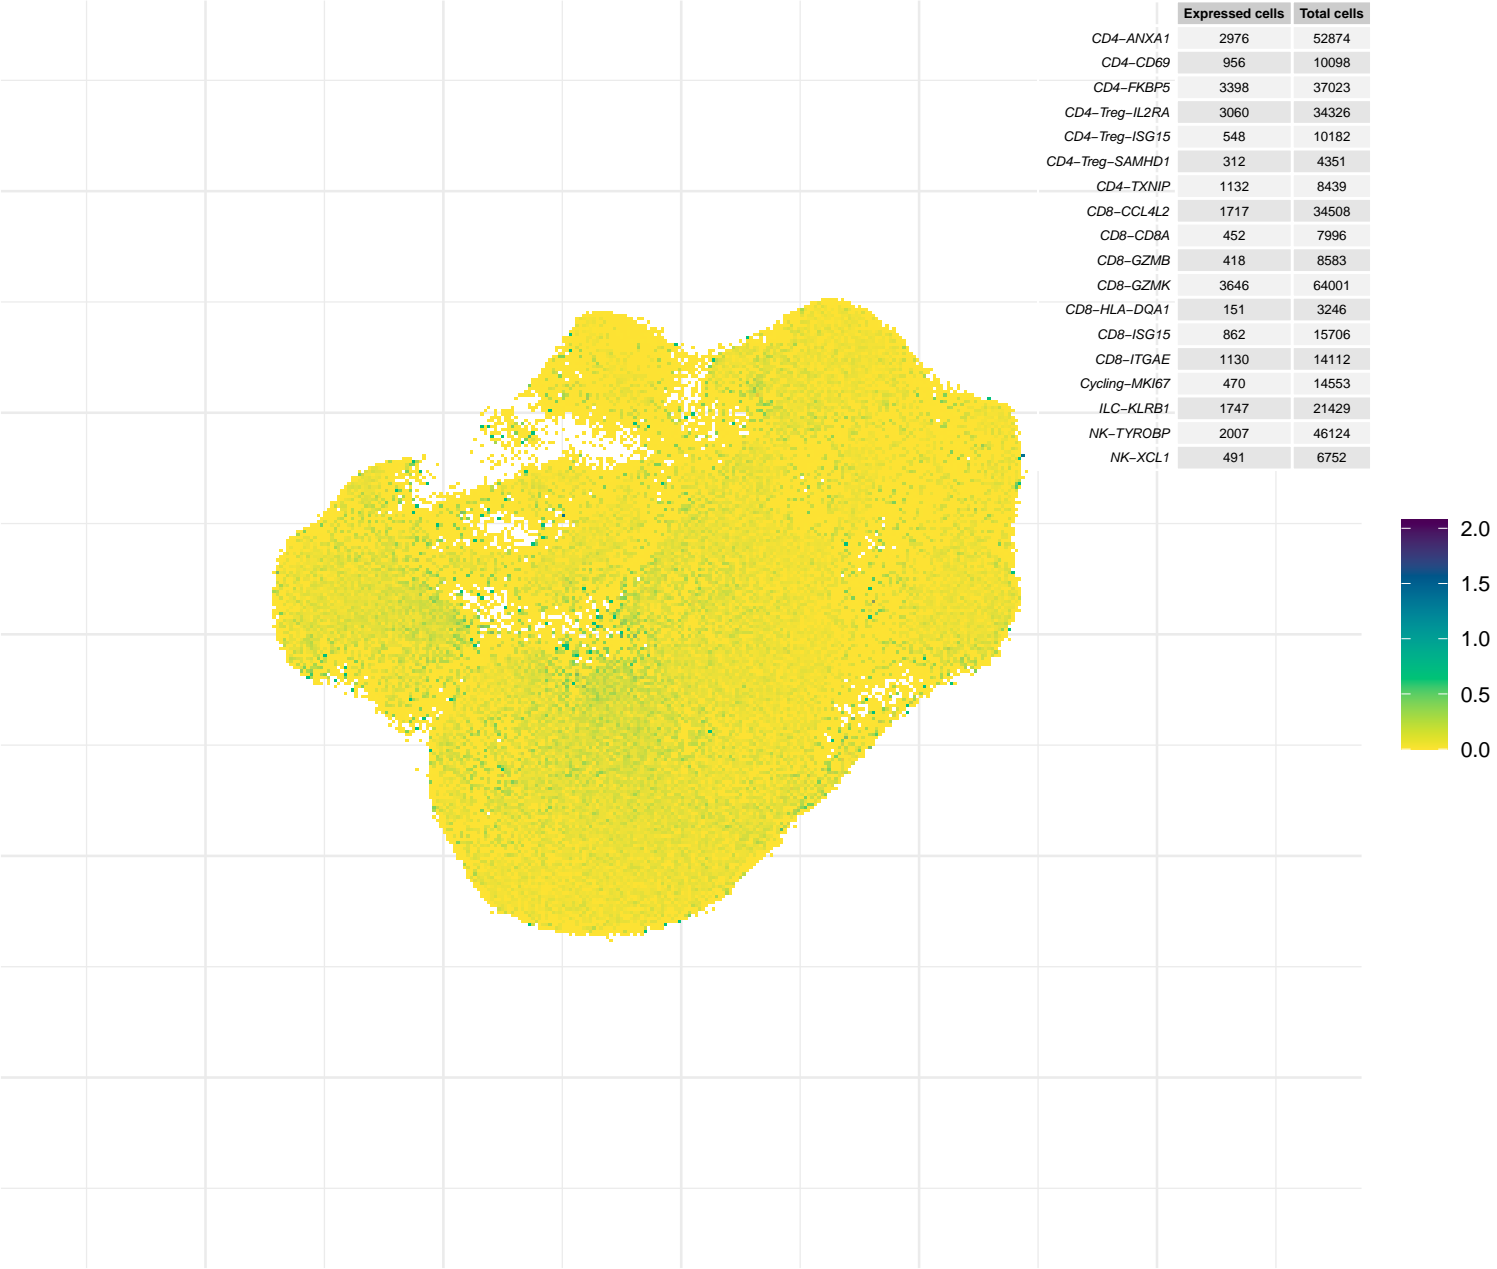 Expressed cells Total cells
CD4−ANXA1 2976 52874
CD4−CD69 956 10098
CD4−FKBP5 3398 37023
CD4−Treg−IL2RA 3060 34326
CD4−Treg−ISG15 548 10182
CD4−Treg−SAMHD1 312 4351
CD4−TXNIP 1132 8439
CD8−CCL4L2 1717 34508
CD8−CD8A 452 7996
CD8−GZMB 418 8583
CD8−GZMK 3646 64001
CD8−HLA−DQA1 151 3246
CD8−ISG15 862 15706
CD8−ITGAE 1130 14112
Cycling−MKI67 470 14553
ILC−KLRB1 1747 21429
NK−TYROBP 2007 46124
NK−XCL1 491 6752
2.0
1.5
1.0
0.5
0.0